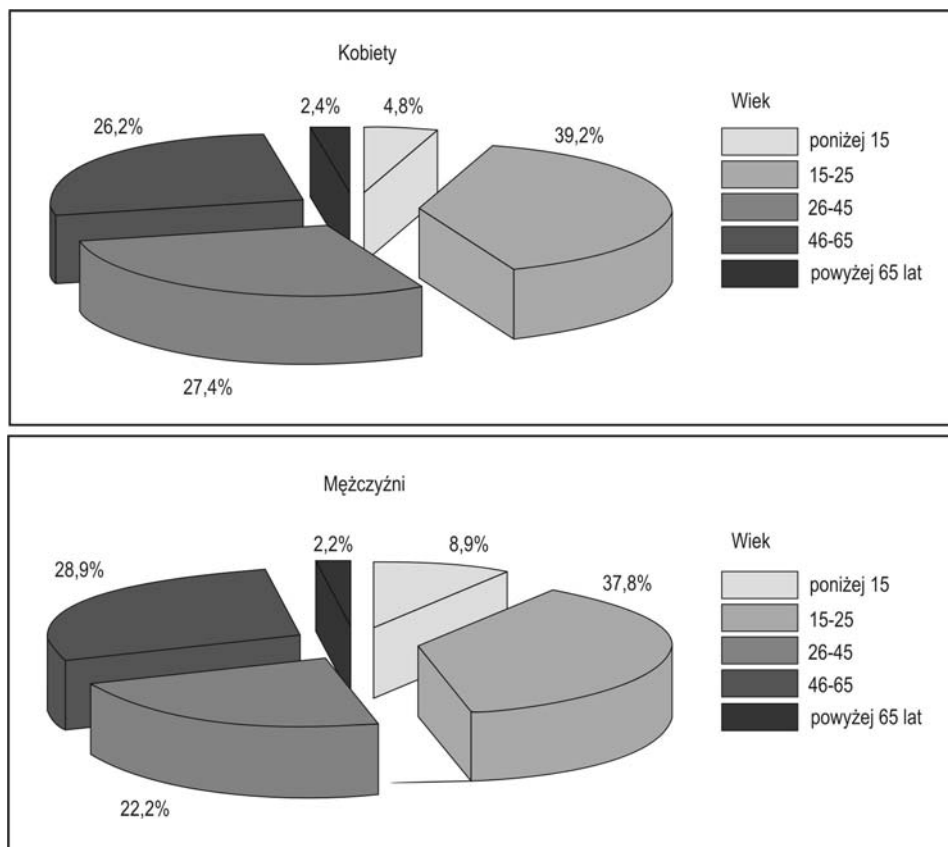 Kobiety
2,4%
4,8%
26,2%
39,2%
27,4%
Wiek
poniżej 15
15-25
26-45
46-65
powyżej 65 lat
Mężczyźni
2,2%
8,9%
28,9%
37,8%
22,2%
Wiek
poniżej 15
15-25
26-45
46-65
powyżej 65 lat